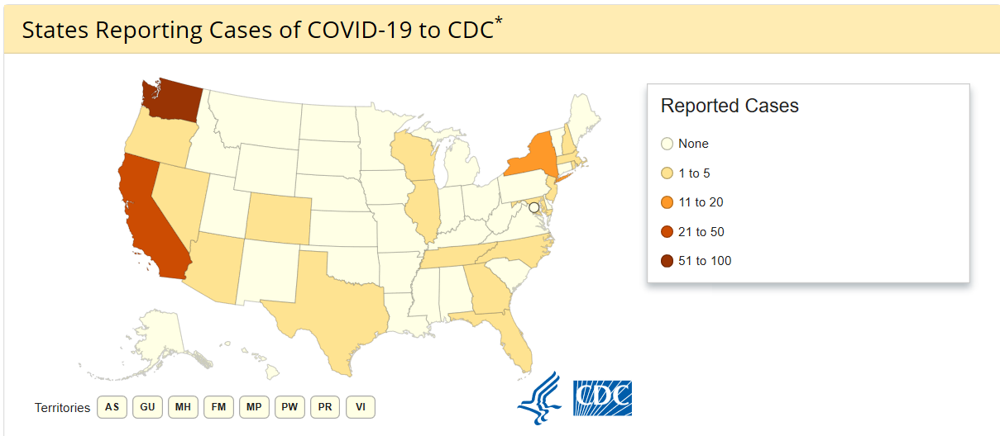 States Reporting Cases of COVID-19 to CDC*
Reported Cases
None
1 to 5
11 to 20
21 to 50
51 to 100
Territories AS GU MH FM MP PW PR VI
CDC